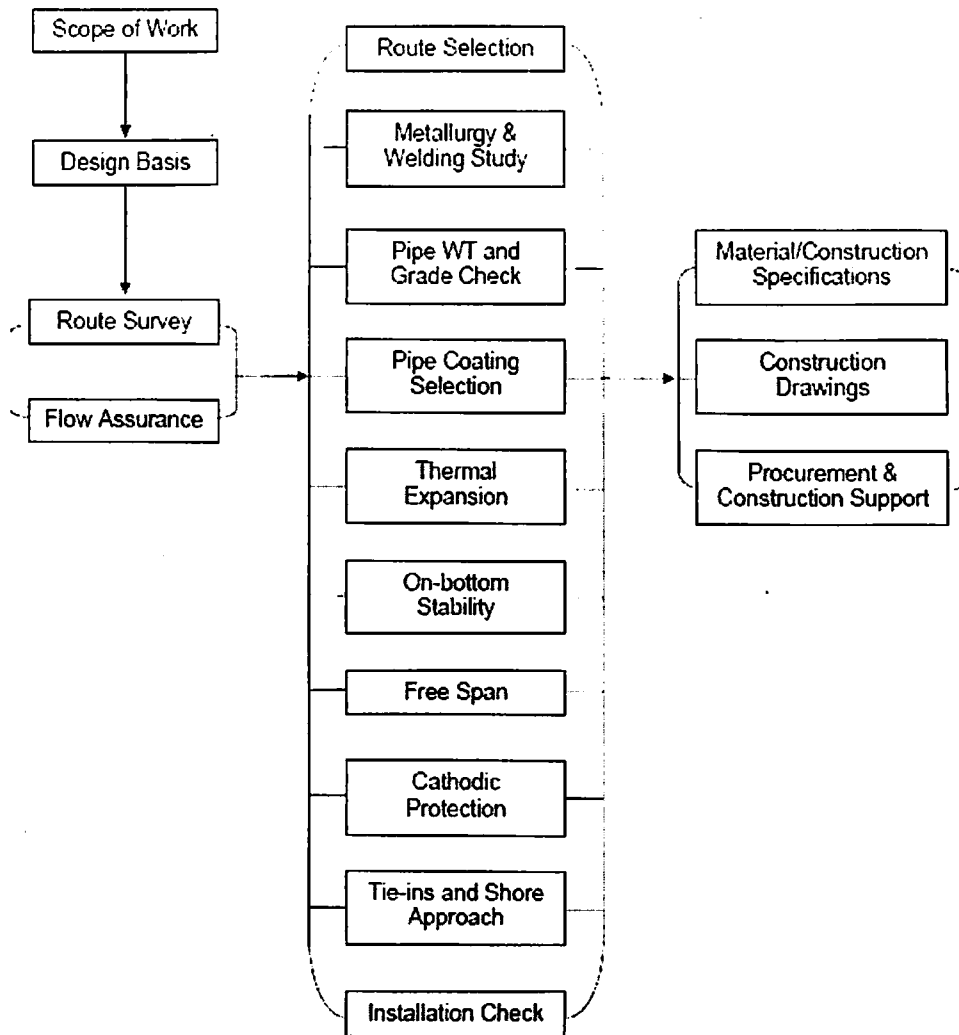 Scope of Work
Design Basis
Route Survey
Flow Assurance
Route Selection
Metallurgy &
Welding Study
Pipe WT and
Grade Check
Pipe Coating
Selection
Thermal
Expansion
On-bottom
Stability
Free Span
Cathodic
Protection
Tie-ins and Shore
Approach
Installation Check
Material/Construction
Specifications
Construction
Drawings
Procurement &
Construction Support